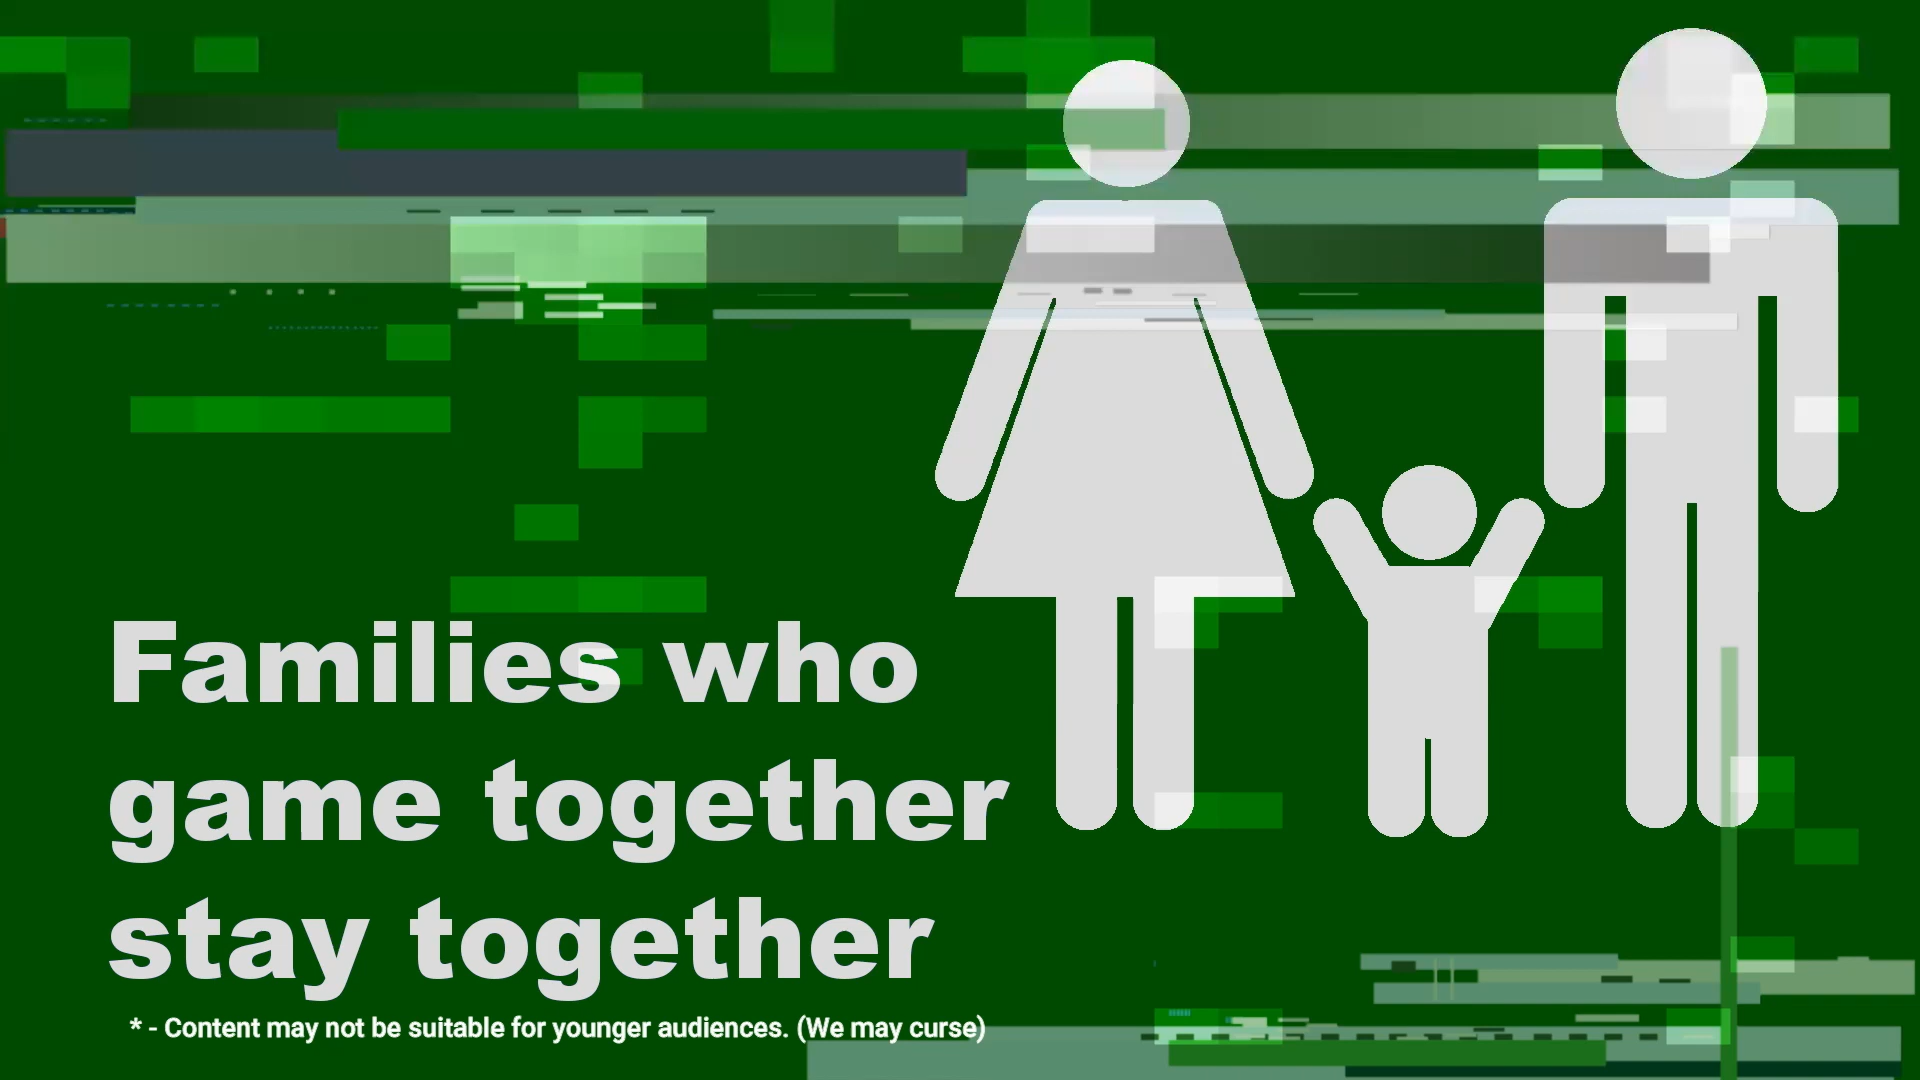 Families who
game together
stay together
* - Content may not be suitable for younger audiences. (We may curse)